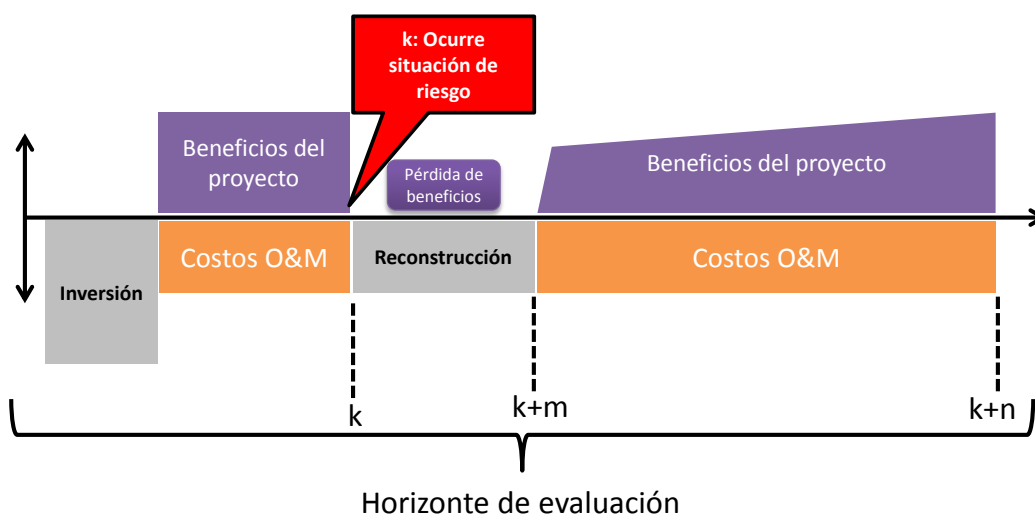 k: Ocurre
situación de
riesgo
Beneficios del
proyecto
Pérdida de
beneficios
Beneficios del proyecto
Inversión
Costos O&M
Reconstrucción
Costos O&M
k
k+m
k+n
Horizonte de evaluación